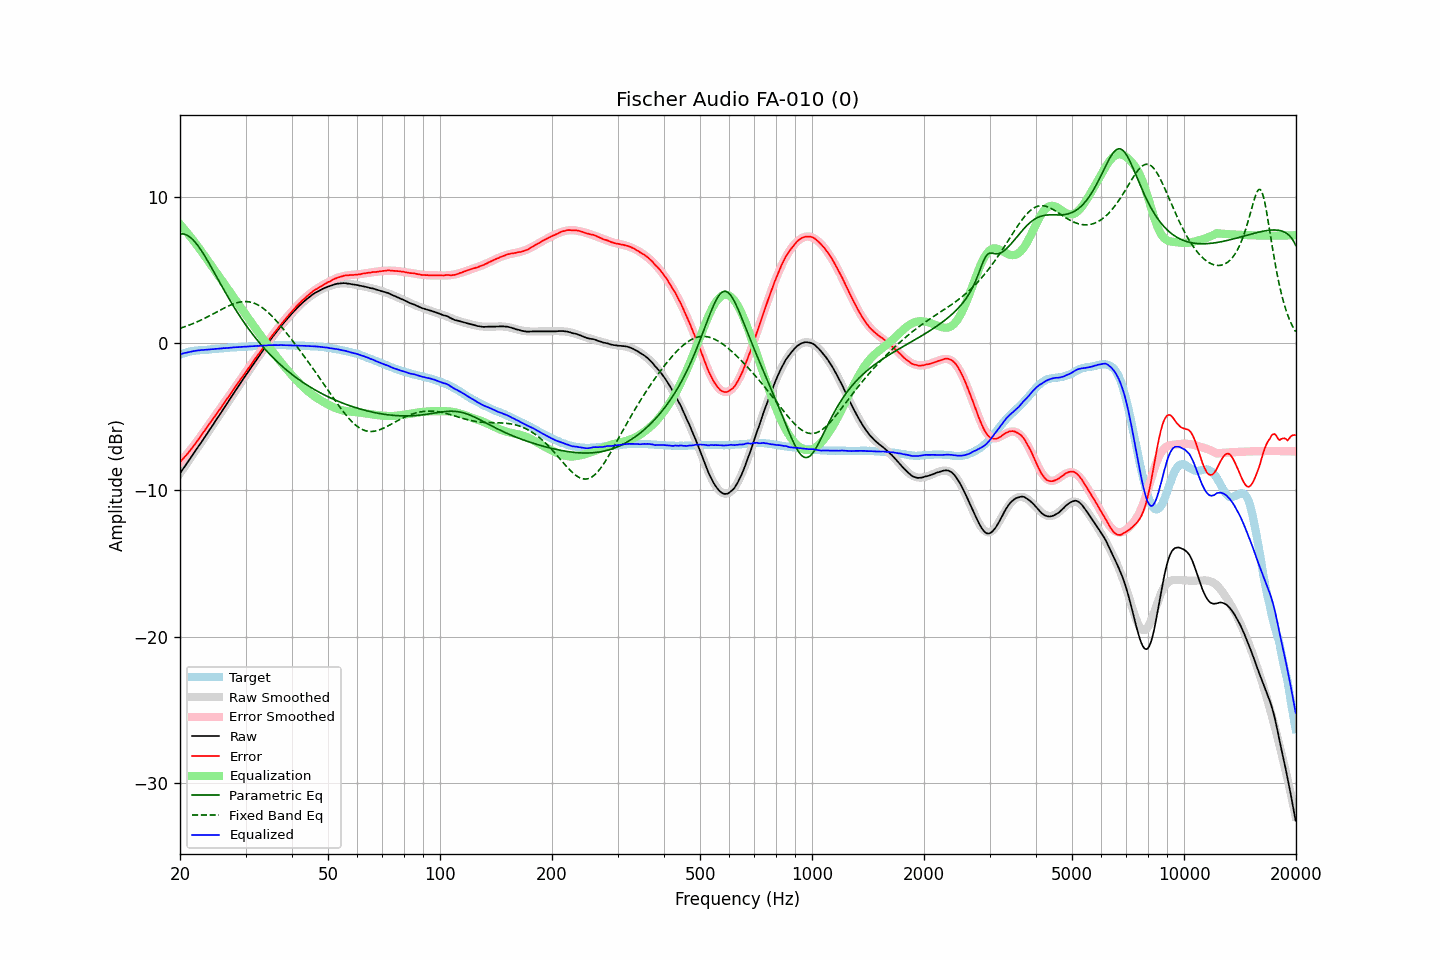 Fischer Audio FA-010 (0)
Amplitude (dBr)
10
0
−10
−20
−30
Target
Raw Smoothed
Error Smoothed
Raw
Error
Equalization
Parametric Eq
Fixed Band Eq
Equalized
20 50 100 200 500 1000 2000 5000 10000 20000
Frequency (Hz)